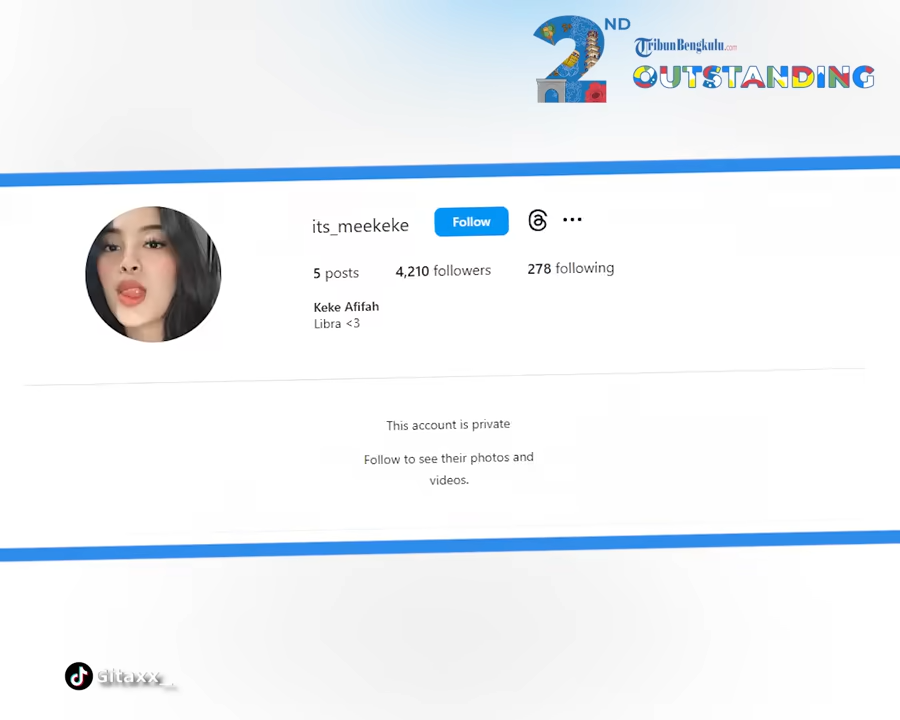 2ND
TribunBengkulu.com
OUTSTANDING
its_meekeke
Follow
5 posts
4,210 followers
278 following
Keke Afifah
Libra <3
This account is private
Follow to see their photos and
videos.
Gitaxx_